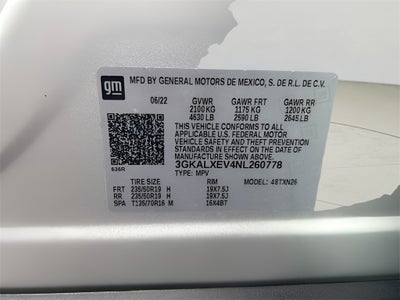 gm
MFD BY GENERAL MOTORS DE MEXICO, S. DE R.L. DE C.V.
06/22 GVWR GAWR FRT GAWR RR
2100 KG 1175 KG 1200 KG
4630 LB 2590 LB 2645 LB
THIS VEHICLE CONFORMS TO ALL
APPLICABLE U.S. FEDERAL MOTOR
VEHICLE SAFETY AND THEFT PREVENTION
STANDARDS IN EFFECT ON THE DATE OF
MANUFACTURE SHOWN ABOVE.
3GKALXEV4NL260778
636R TYPE: MPV
TIRE SIZE RIM MODEL: 4BTXN26
FRT 235/50R19 H 19X7.5J
RR 235/50R19 H 19X7.5J
SPA T135/70R16 M 16X4BT